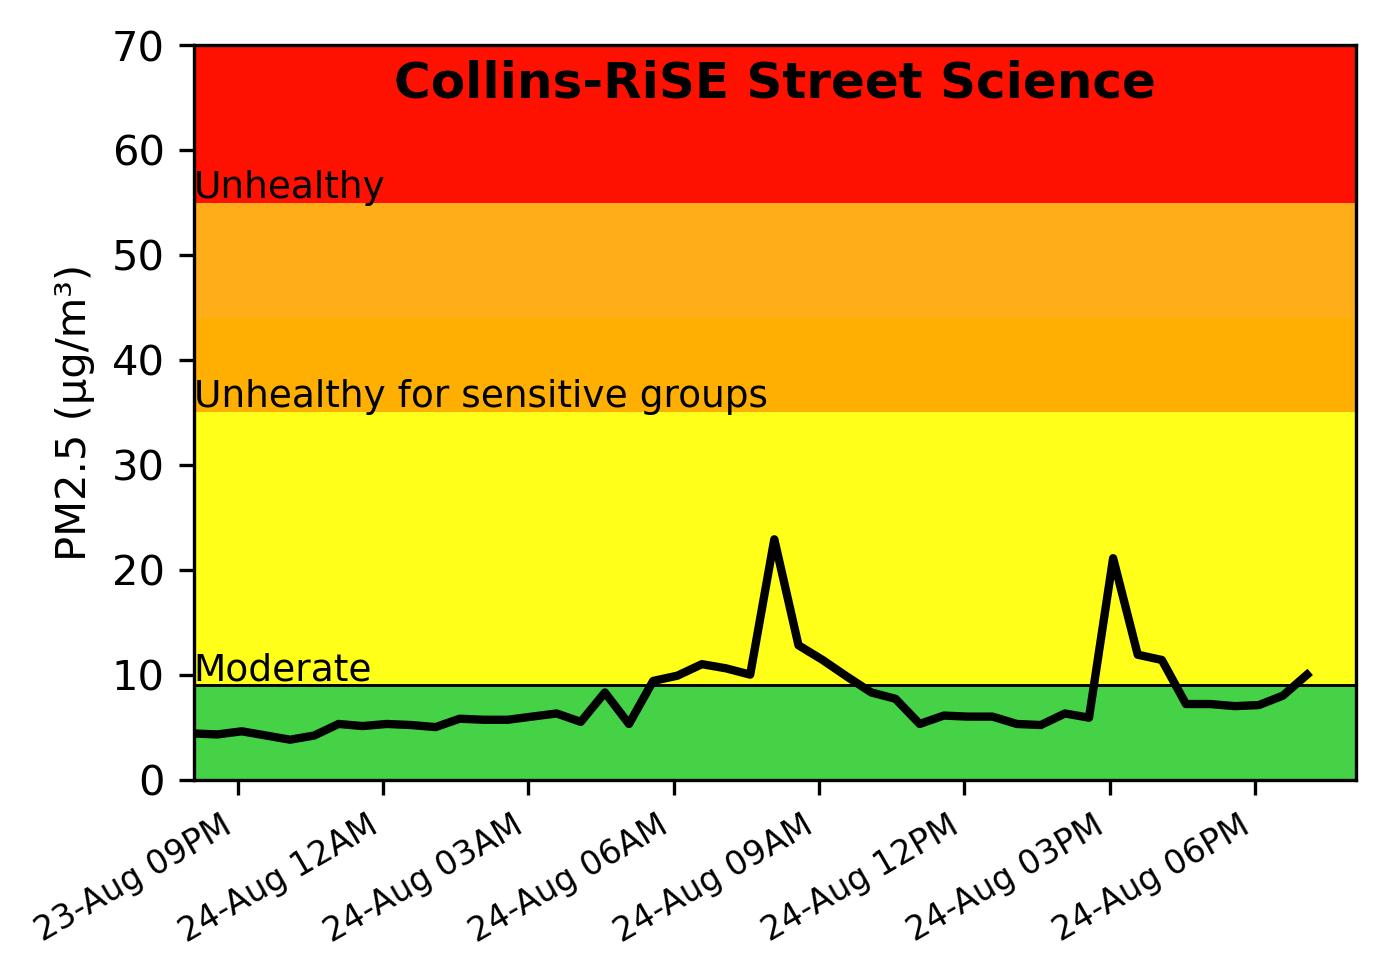 Collins-RiSE Street Science
70
60
50
40
30
20
10
0
PM2.5 (µg/m³)
Unhealthy
Unhealthy for sensitive groups
Moderate
23-Aug 09PM
24-Aug 12AM
24-Aug 03AM
24-Aug 06AM
24-Aug 09AM
24-Aug 12PM
24-Aug 03PM
24-Aug 06PM